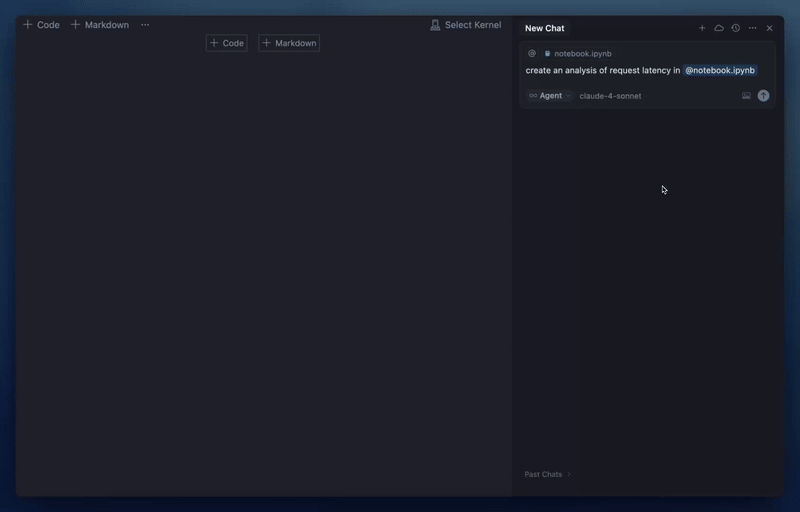 + Code + Markdown ...
Select Kernel
+ Code
+ Markdown
New Chat
@ notebook.ipynb
create an analysis of request latency in @notebook.ipynb
∞ Agent claude-4-sonnet
Past Chats